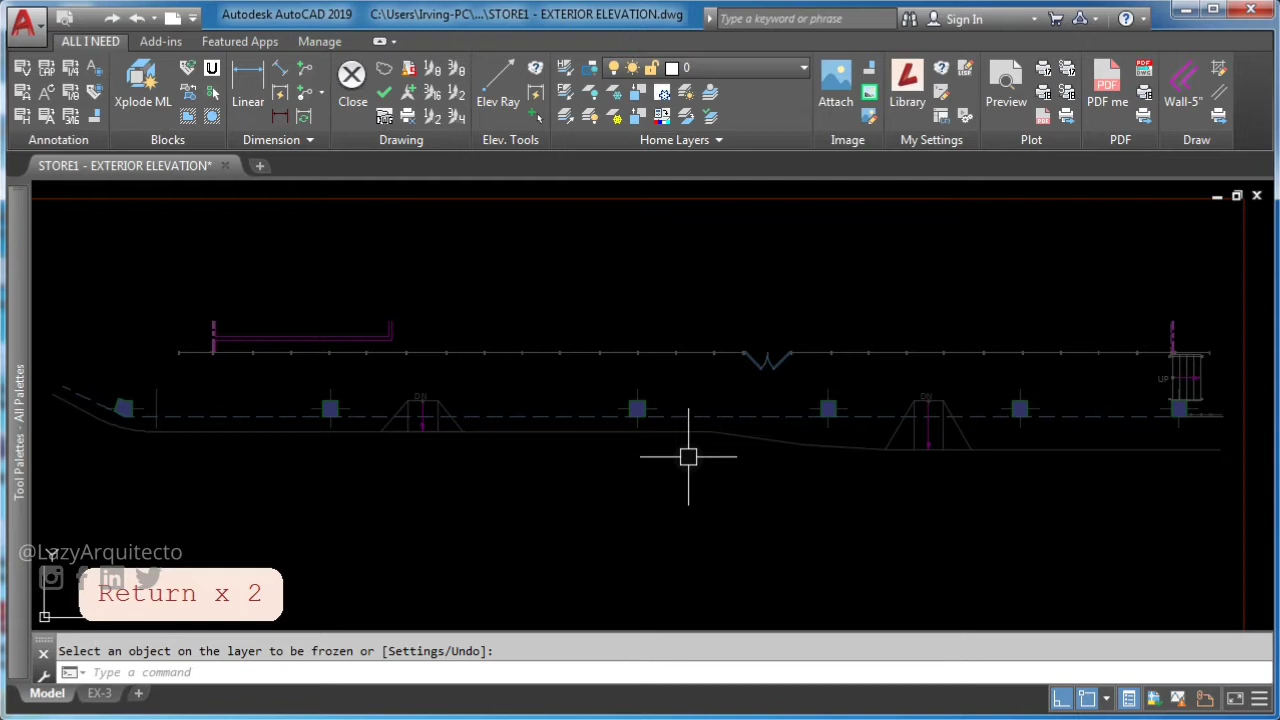 Autodesk AutoCAD 2019 C:\Users\Irving-PC\...\STORE1 - EXTERIOR ELEVATION.dwg
Type a keyword or phrase
Sign In
ALL I NEED Add-ins Featured Apps Manage
Xplode ML
Linear
Close
Elev Ray
0
Attach
Library
Preview
PDF me
Wall-5"
Annotation Blocks Dimension Drawing Elev. Tools Home Layers Image My Settings Plot PDF Draw
STORE1 - EXTERIOR ELEVATION*
Tool Palettes - All Palettes
UP
DN
DN
@LazyArquitecto
Y
Return x 2
Select an object on the layer to be frozen or [Settings/Undo]:
Type a command
Model EX-3